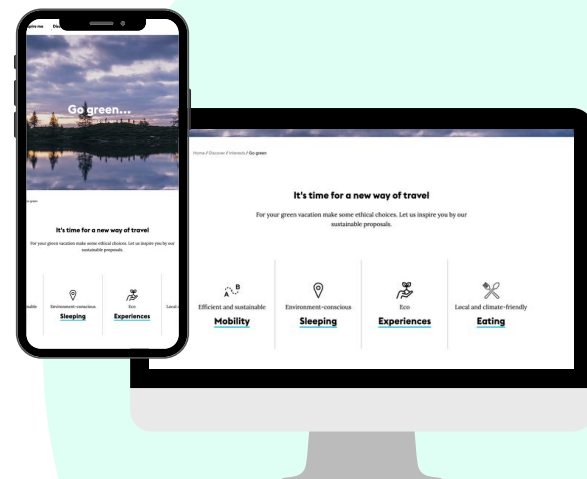 Go green...
It's time for a new way of travel
For your green vacation make some ethical choices. Let us inspire you by our
sustainable proposals.
Environment-conscious
Sleeping
Eco
Experiences
Home // Discover // Interests // Go green
It's time for a new way of travel
For your green vacation make some ethical choices. Let us inspire you by our
sustainable proposals.
A B
Efficient and sustainable
Mobility
Environment-conscious
Sleeping
Eco
Experiences
Local and climate-friendly
Eating